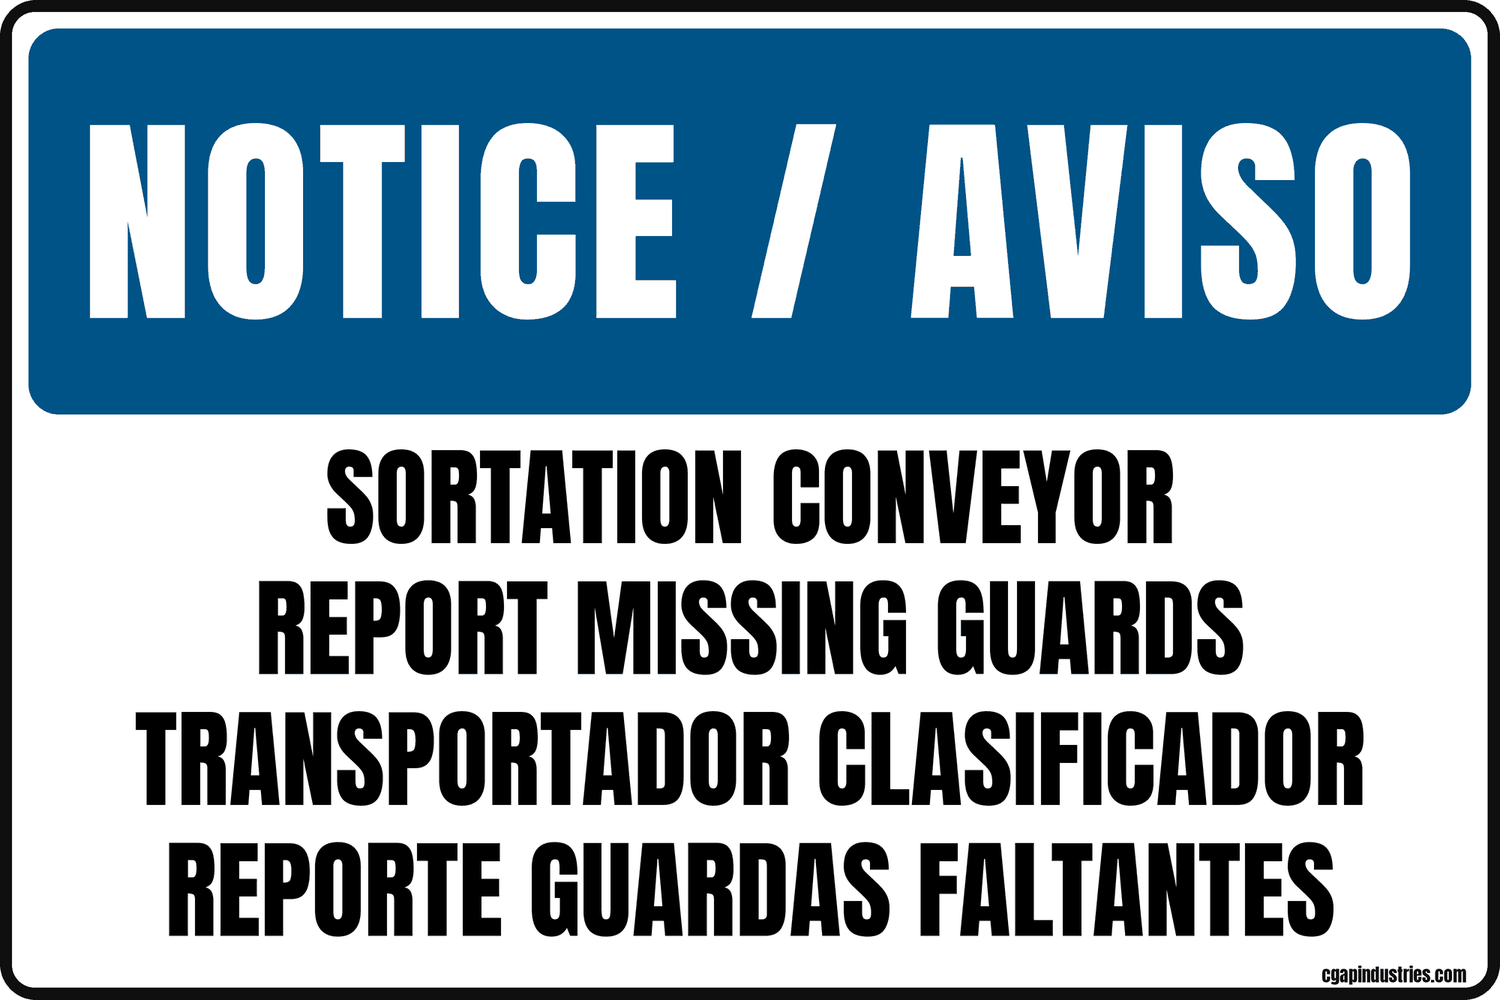 NOTICE / AVISO
SORTATION CONVEYOR
REPORT MISSING GUARDS
TRANSPORTADOR CLASIFICADOR
REPORTE GUARDAS FALTANTES
cgapindustries.com